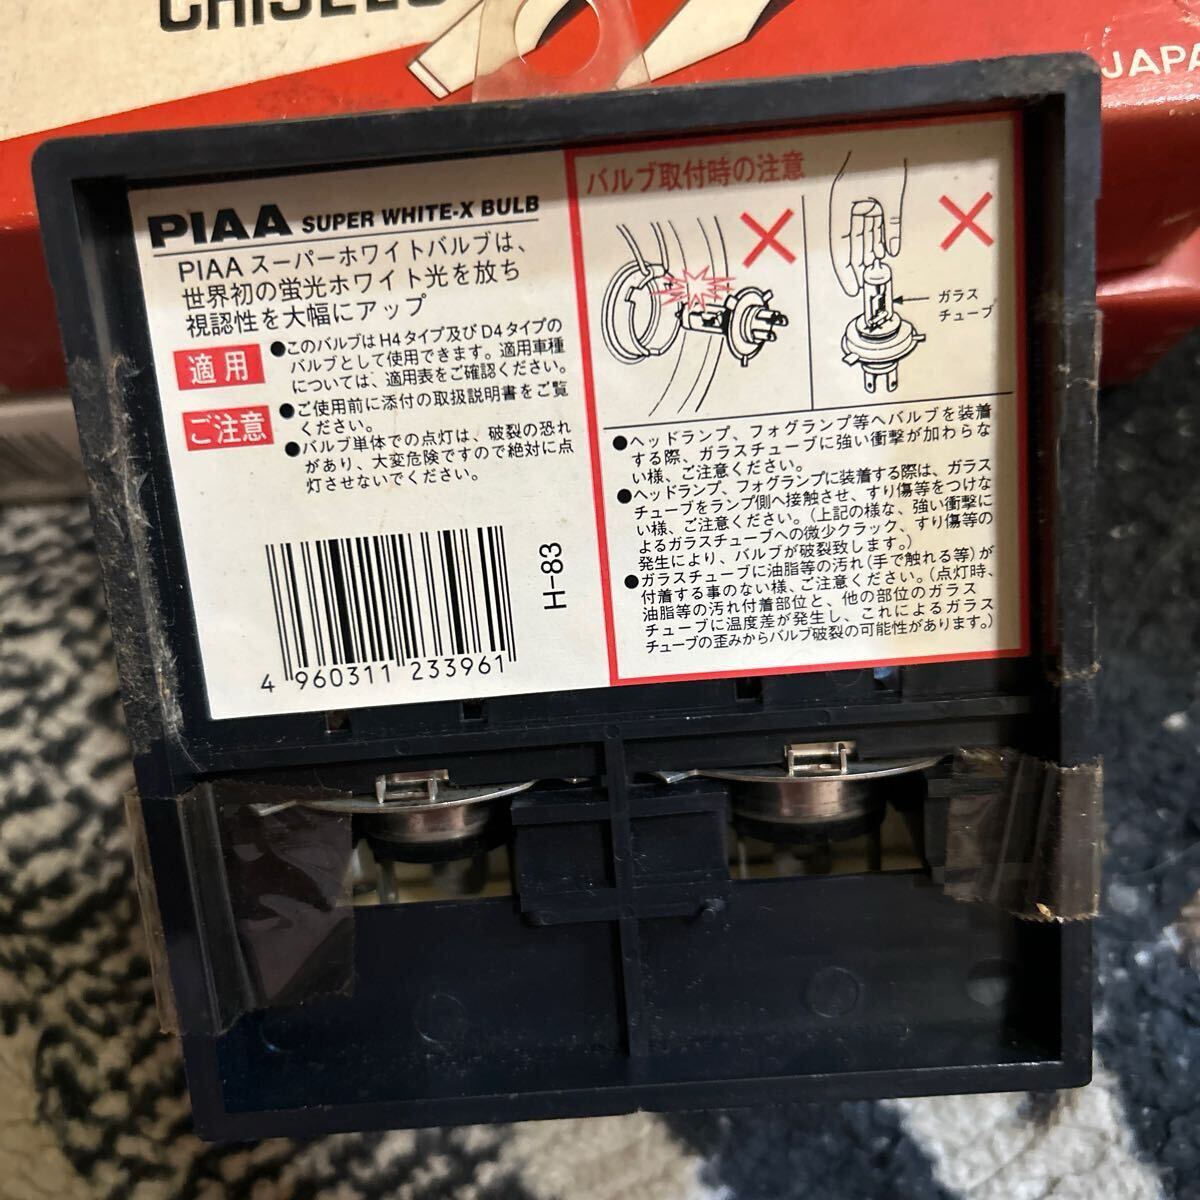 CHISELS
JAPA
PIAA SUPER WHITE-X BULB
PIAA スーパーホワイトバルブは、
世界初の蛍光ホワイト光を放ち
視認性を大幅にアップ
適用
●このバルブはH4タイプ及びD4タイプの
バルブとして使用できます。適用車種
については、適用表をご確認ください。
ご注意
●ご使用前に添付の取扱説明書をご覧
ください。
●バルブ単体での点灯は、破裂の恐れ
があり、大変危険ですので絶対に点
灯させないでください。
4 960311 233961
H-83
バルブ取付時の注意
ガラス
チューブ
●ヘッドランプ、フォグランプ等へバルブを装着
する際、ガラスチューブに強い衝撃が加わらな
い様、ご注意ください。
●ヘッドランプ、フォグランプに装着する際は、ガラス
チューブをランプ側へ接触させ、すり傷等をつけな
い様、ご注意ください。(上記の様な、強い衝撃に
よるガラスチューブへの微少クラック、すり傷等の
発生により、バルブが破裂致します。)
●ガラスチューブに油脂等の汚れ(手で触れる等)が
付着する事のない様、ご注意ください。(点灯時、
油脂等の汚れ付着部位と、他の部位のガラス
チューブに温度差が発生し、これによるガラス
チューブの歪みからバルブ破裂の可能性があります。)